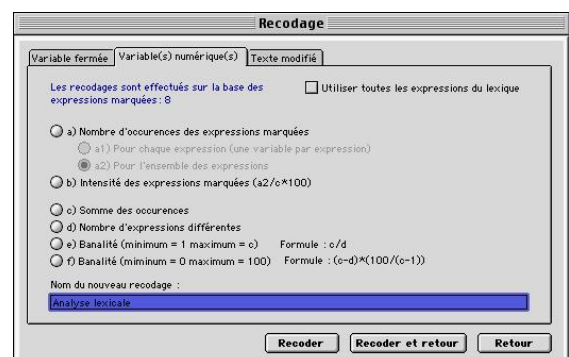 Recodage
Variable fermée Variable(s) numérique(s) Texte modifié
Les recodages sont effectués sur la base des
expressions marquées : 8
Utiliser toutes les expressions du lexique
a) Nombre d'occurences des expressions marquées
a1) Pour chaque expression (une variable par expression)
a2) Pour l'ensemble des expressions
b) Intensité des expressions marquées (a2/c*100)
c) Somme des occurences
d) Nombre d'expressions différentes
e) Banalité (minimum = 1 maximum = c) Formule : c/d
f) Banalité (miminum = 0 maximum = 100) Formule : (c-d)*(100/(c-1))
Nom du nouveau recodage :
Analyse lexicale
Recoder Recoder et retour Retour